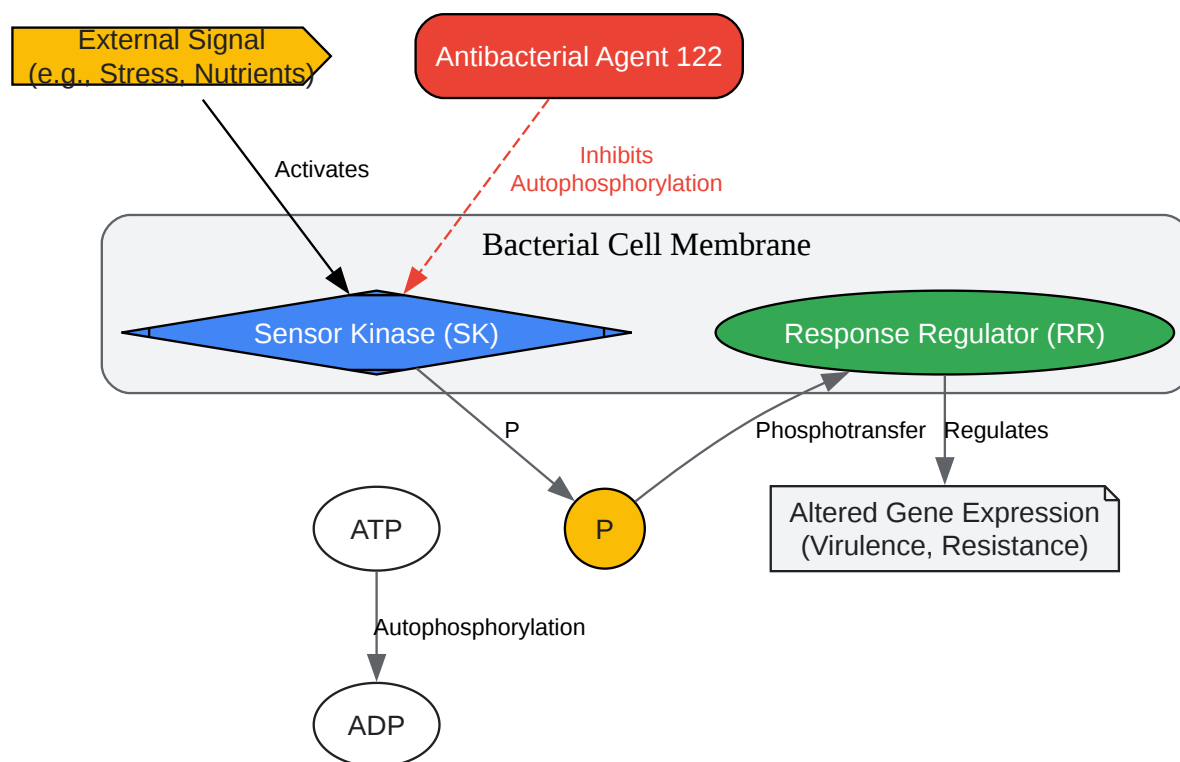 External Signal
(e.g., Stress, Nutrients)
Antibacterial Agent 122
Activates
Inhibits
Autophosphorylation
Bacterial Cell Membrane
Sensor Kinase (SK)
Response Regulator (RR)
P
Phosphotransfer
Regulates
ATP
P
Altered Gene Expression
(Virulence, Resistance)
Autophosphorylation
ADP